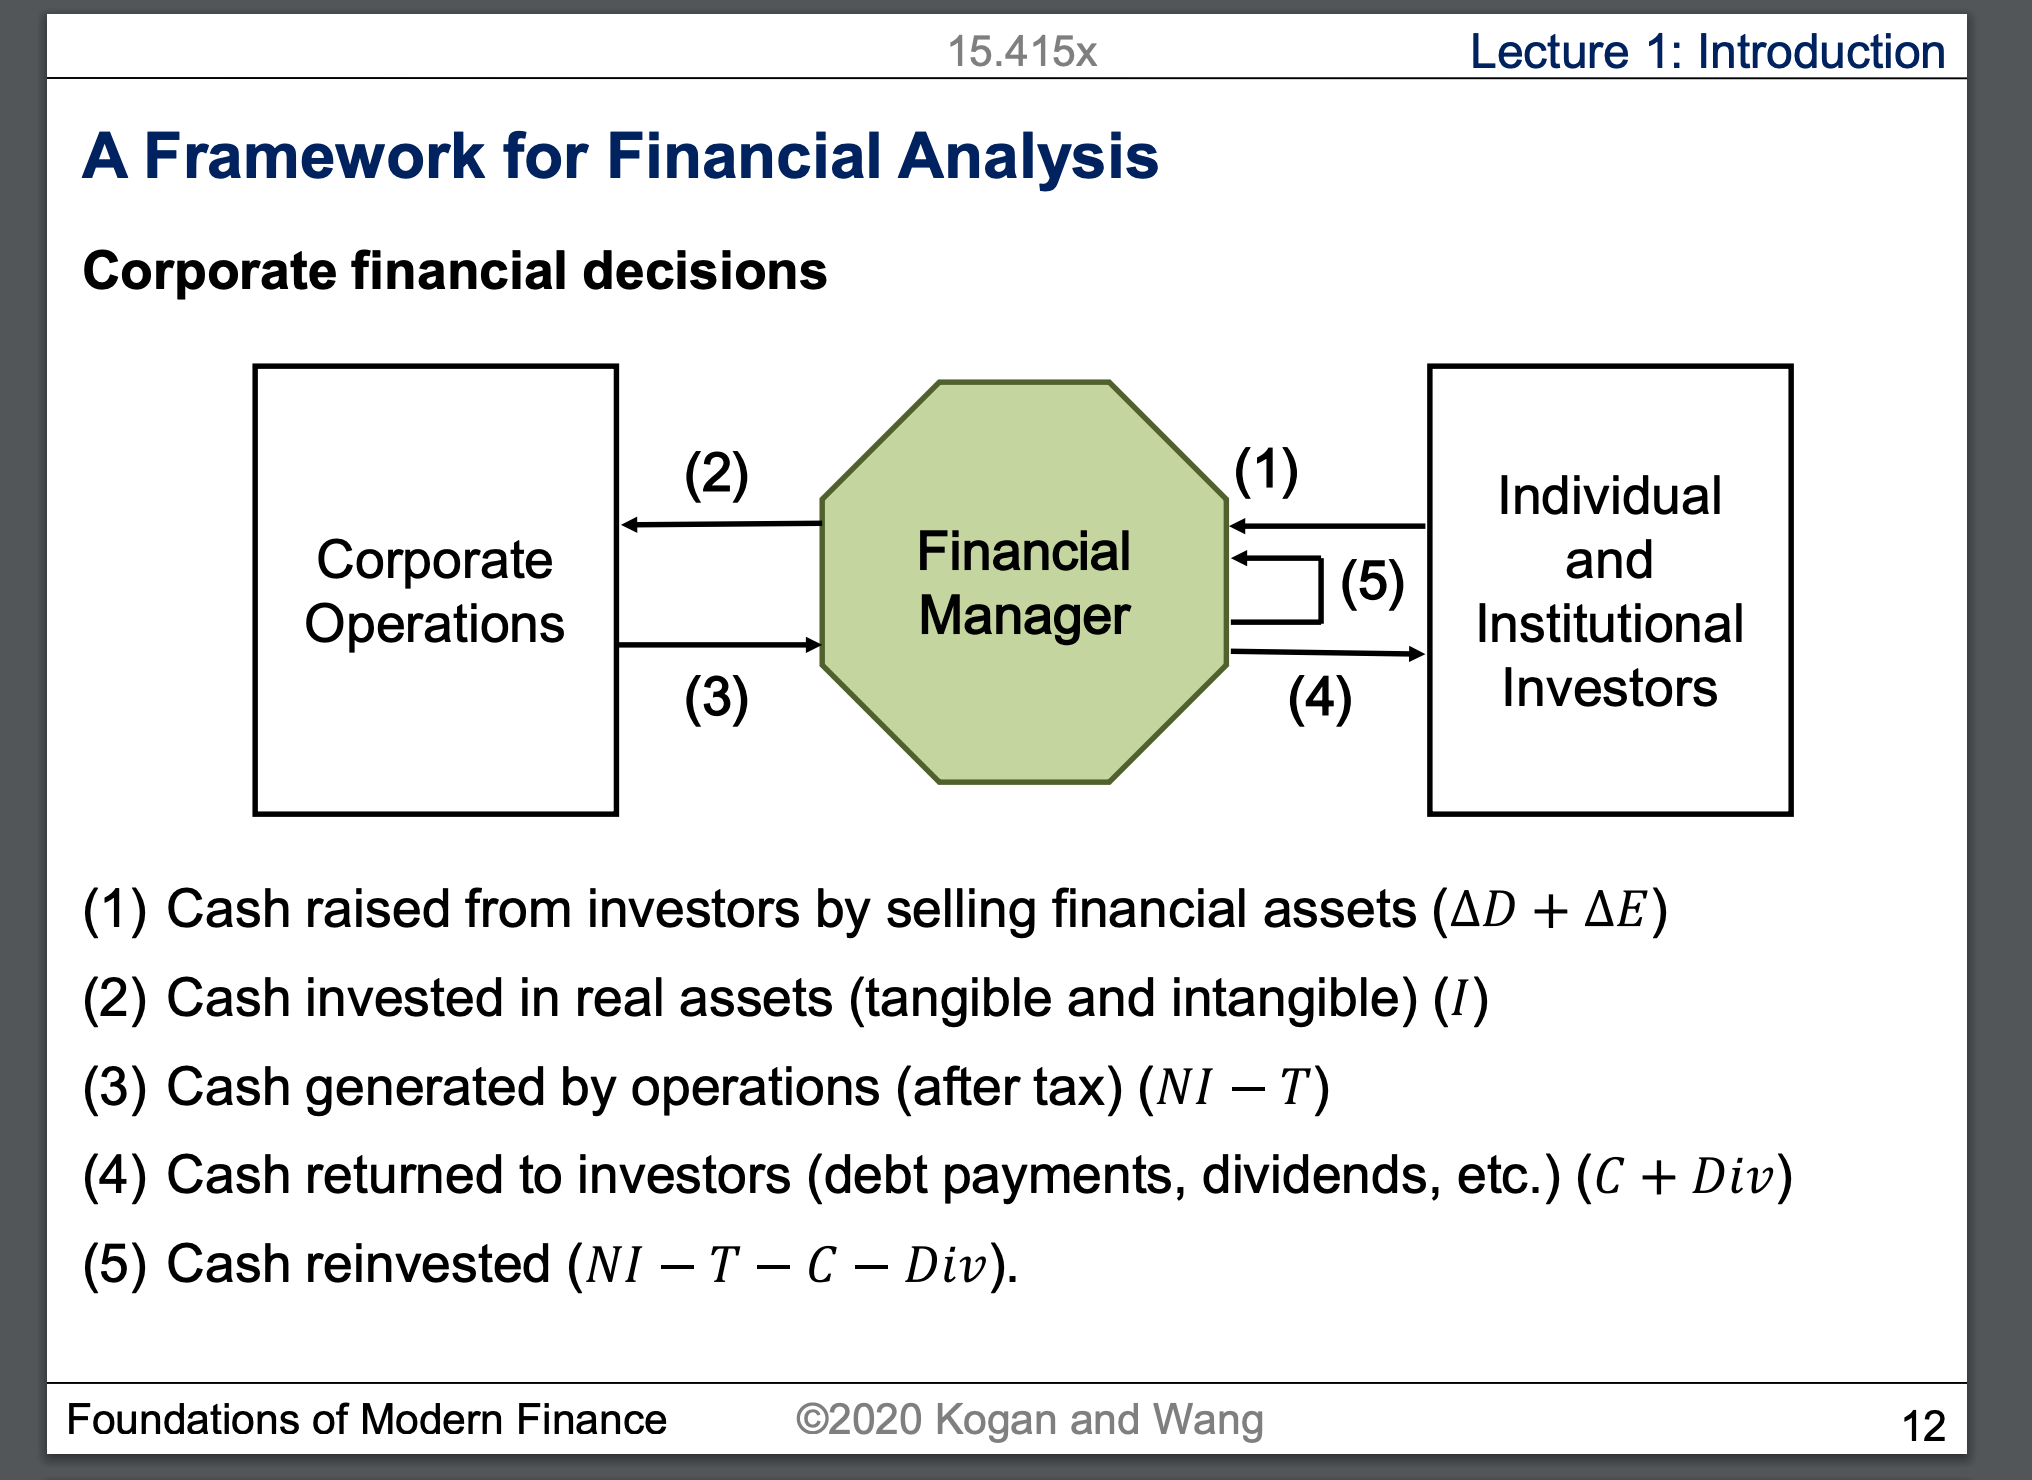 15.415x
Lecture 1: Introduction
A Framework for Financial Analysis
Corporate financial decisions
Corporate
Operations
(2)
(3)
Financial
Manager
(1)
(5)
(4)
Individual
and
Institutional
Investors
(1) Cash raised from investors by selling financial assets (ΔD + ΔE)
(2) Cash invested in real assets (tangible and intangible) (I)
(3) Cash generated by operations (after tax) (NI – T)
(4) Cash returned to investors (debt payments, dividends, etc.) (C + Div)
(5) Cash reinvested (NI – T – C – Div).
Foundations of Modern Finance
©2020 Kogan and Wang
12